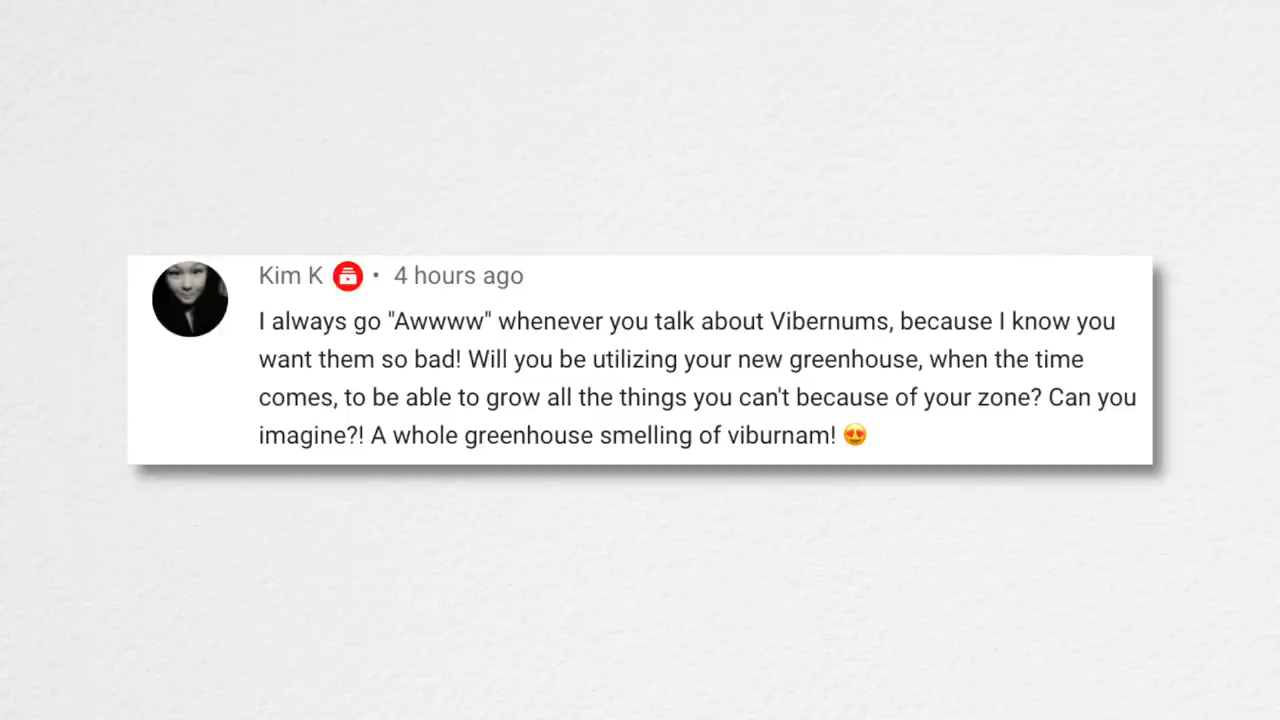 Kim K • 4 hours ago
I always go "Awwww" whenever you talk about Vibernums, because I know you
want them so bad! Will you be utilizing your new greenhouse, when the time
comes, to be able to grow all the things you can't because of your zone? Can you
imagine?! A whole greenhouse smelling of viburnam! 😍